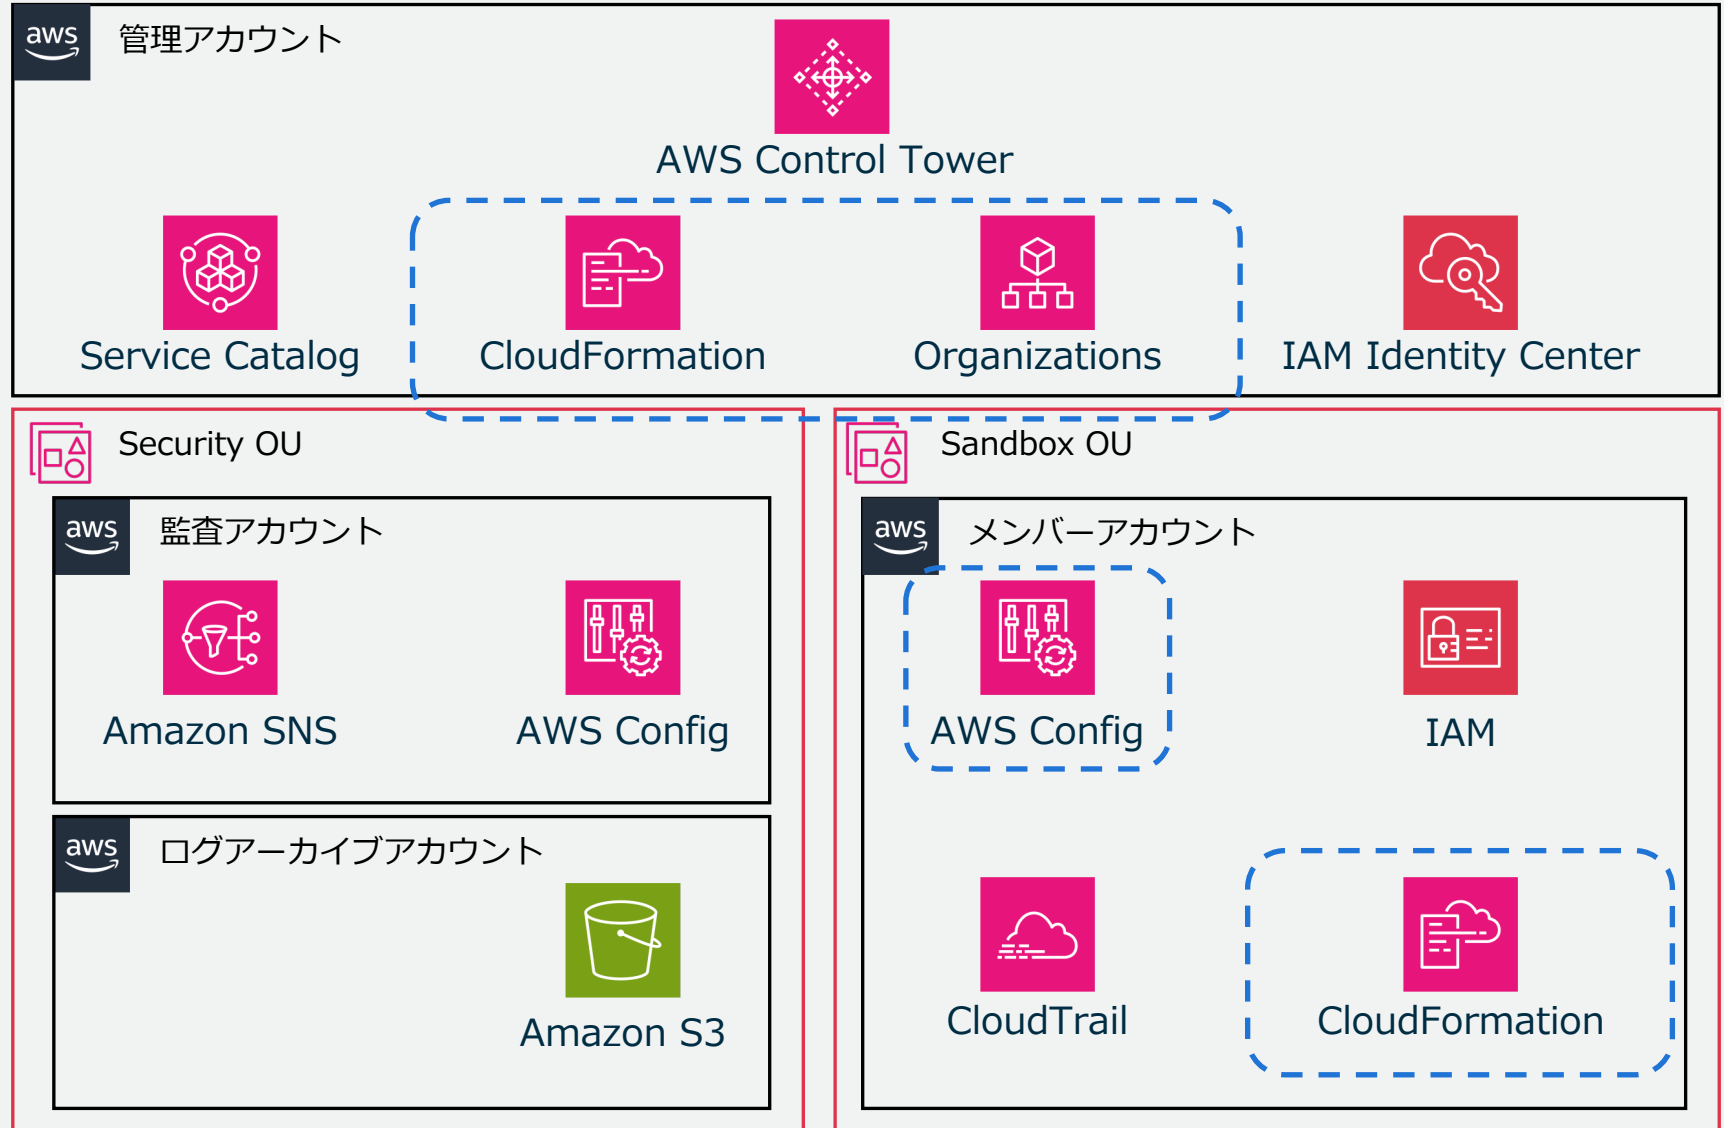 aws
管理アカウント
AWS Control Tower
Service Catalog
CloudFormation
Organizations
IAM Identity Center
Security OU
aws
監査アカウント
Amazon SNS
AWS Config
aws
ログアーカイブアカウント
Amazon S3
Sandbox OU
aws
メンバーアカウント
AWS Config
IAM
CloudTrail
CloudFormation